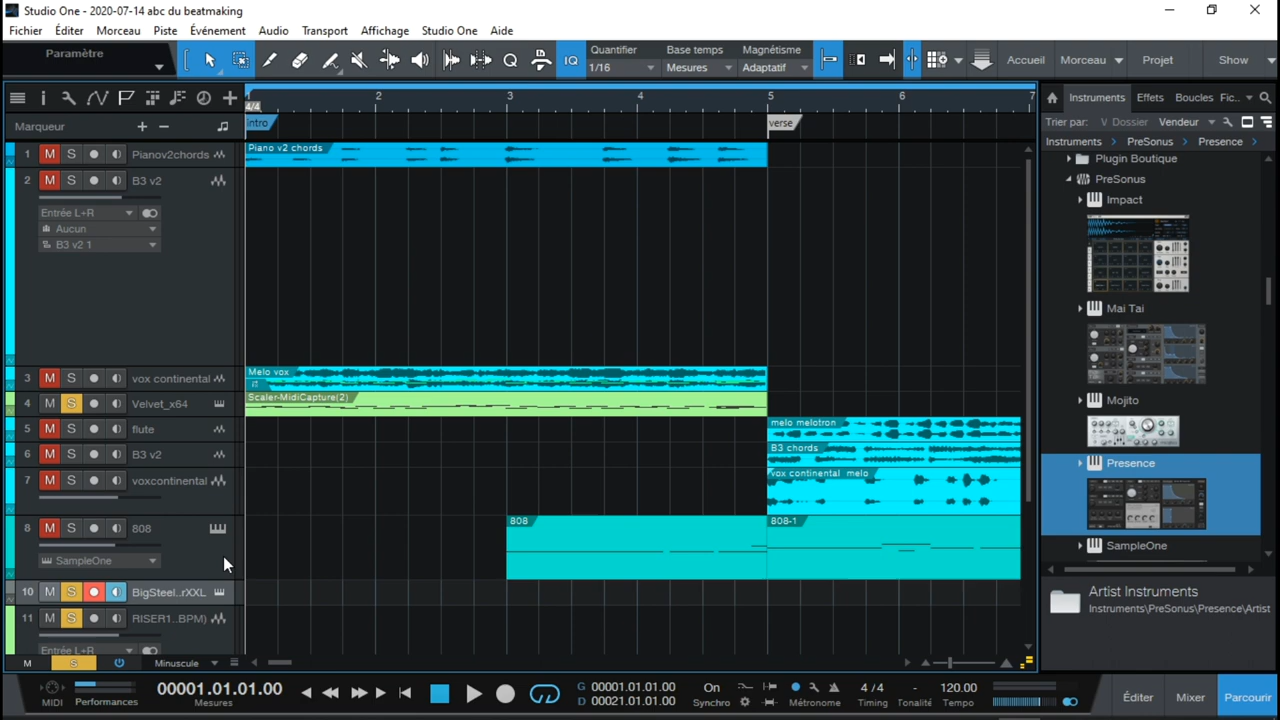 Studio One - 2020-07-14 abc du beatmaking
Fichier Éditer Morceau Piste Événement Audio Transport Affichage Studio One Aide
Paramètre
IQ
Quantifier
1/16
Base temps
Mesures
Magnétisme
Adaptatif
Accueil Morceau Projet Show
1 2 3 4 5 6 7
4/4
Marqueur
intro
verse
1 M S Pianov2chords
Piano v2 chords
2 M S B3 v2
Entrée L+R
Aucun
B3 v2 1
3 M S vox continental
Melo vox
4 M S Velvet_x64
Scaler-MidiCapture(2)
5 M S flute
melo melotron
6 M S B3 v2
B3 chords
7 M S voxcontinental
vox continental melo
8 M S 808
808
808-1
SampleOne
10 M S BigSteel..rXXL
11 M S RISER1..BPM)
Entrée L+R
M S Minuscule
Instruments Effets Boucles Fic..
Trier par: Dossier Vendeur
Instruments PreSonus Presence
Plugin Boutique
PreSonus
Impact
Mai Tai
Mojito
Presence
SampleOne
Artist Instruments
Instruments\PreSonus\Presence\Artist
MIDI
Performances
00001.01.01.00
Mesures
G 00001.01.01.00
D 00021.01.01.00
On
Synchro
Métronome
4 / 4
Timing
-
Tonalité
120.00
Tempo
Éditer Mixer Parcourir